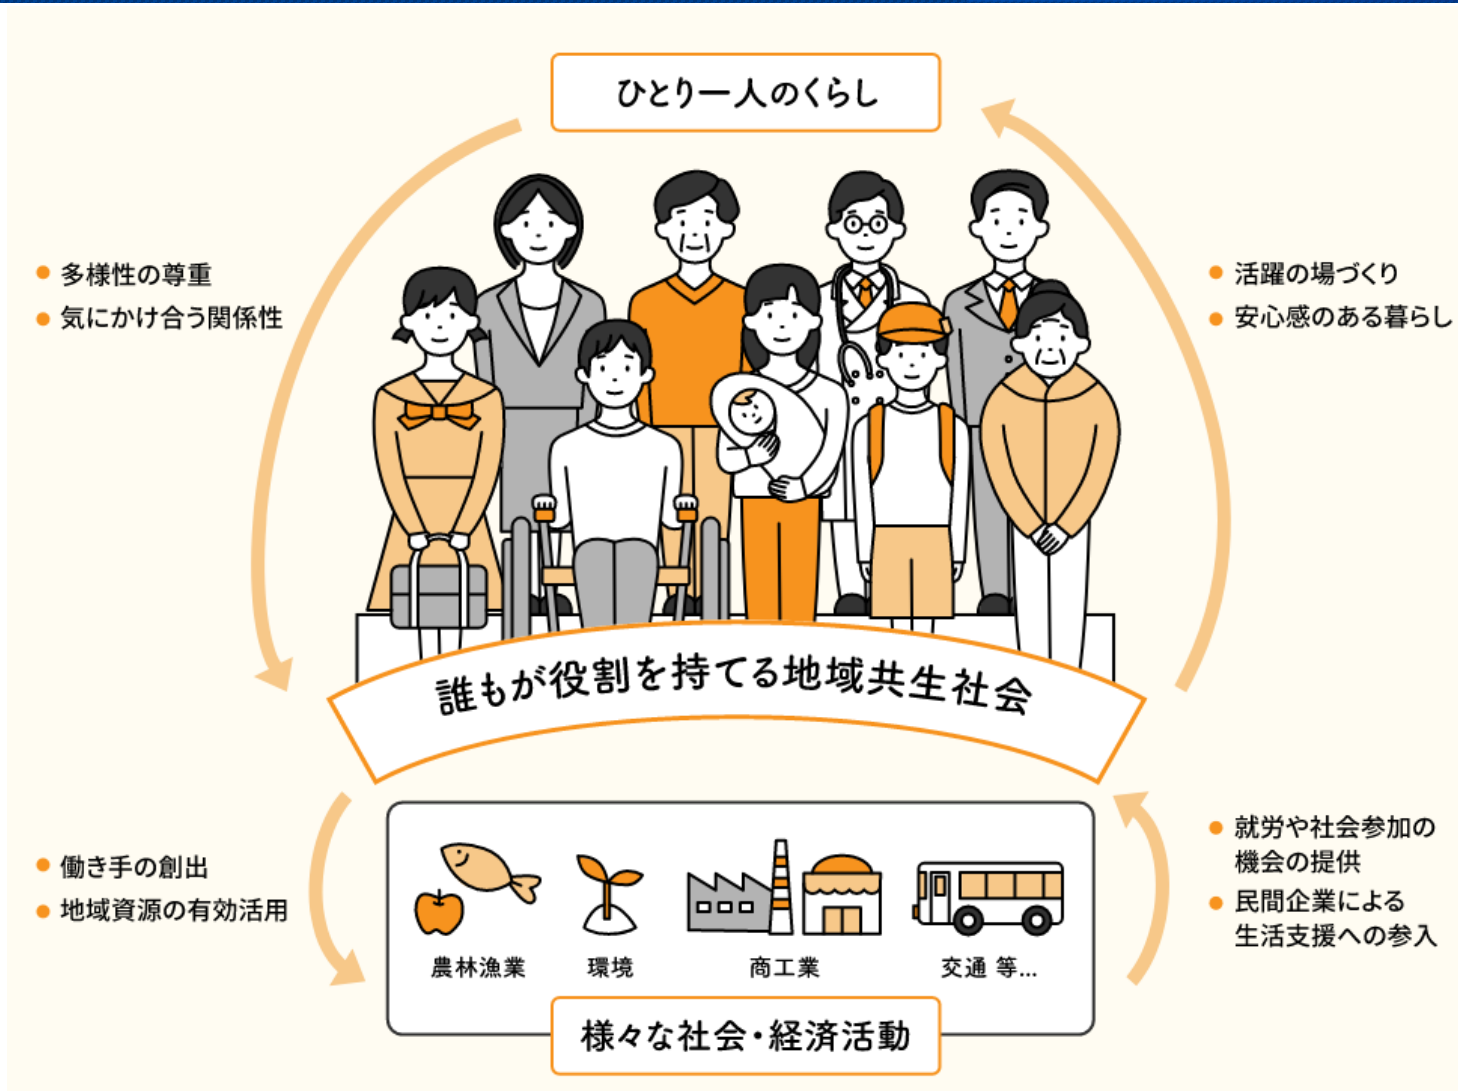 ひとり一人のくらし
多様性の尊重
気にかけ合う関係性
活躍の場づくり
安心感のある暮らし
誰もが役割を持てる地域共生社会
働き手の創出
地域資源の有効活用
就労や社会参加の
機会の提供
民間企業による
生活支援への参入
農林漁業
環境
商工業
交通 等...
様々な社会・経済活動